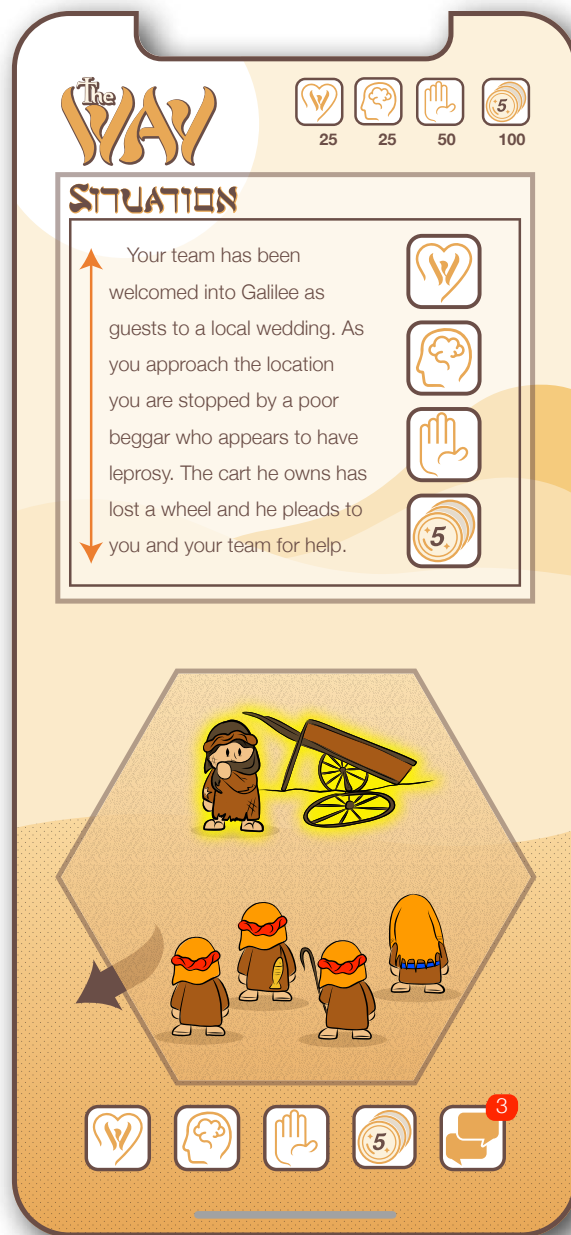 The
WAY
5
25 25 50 100
SITUATION
Your team has been
welcomed into Galilee as
guests to a local wedding. As
you approach the location
you are stopped by a poor
beggar who appears to have
leprosy. The cart he owns has
lost a wheel and he pleads to
you and your team for help.
5
5
3